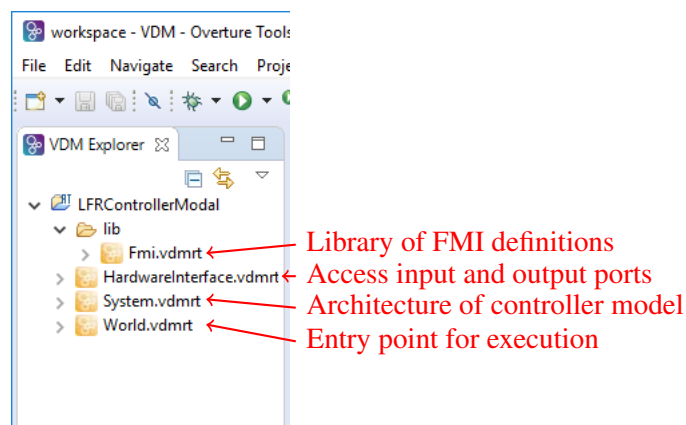 workspace - VDM - Overture Tools
File Edit Navigate Search Proje
VDM Explorer
LFRControllerModal
lib
Fmi.vdmrt
Library of FMI definitions
HardwareInterface.vdmrt
Access input and output ports
System.vdmrt
Architecture of controller model
World.vdmrt
Entry point for execution